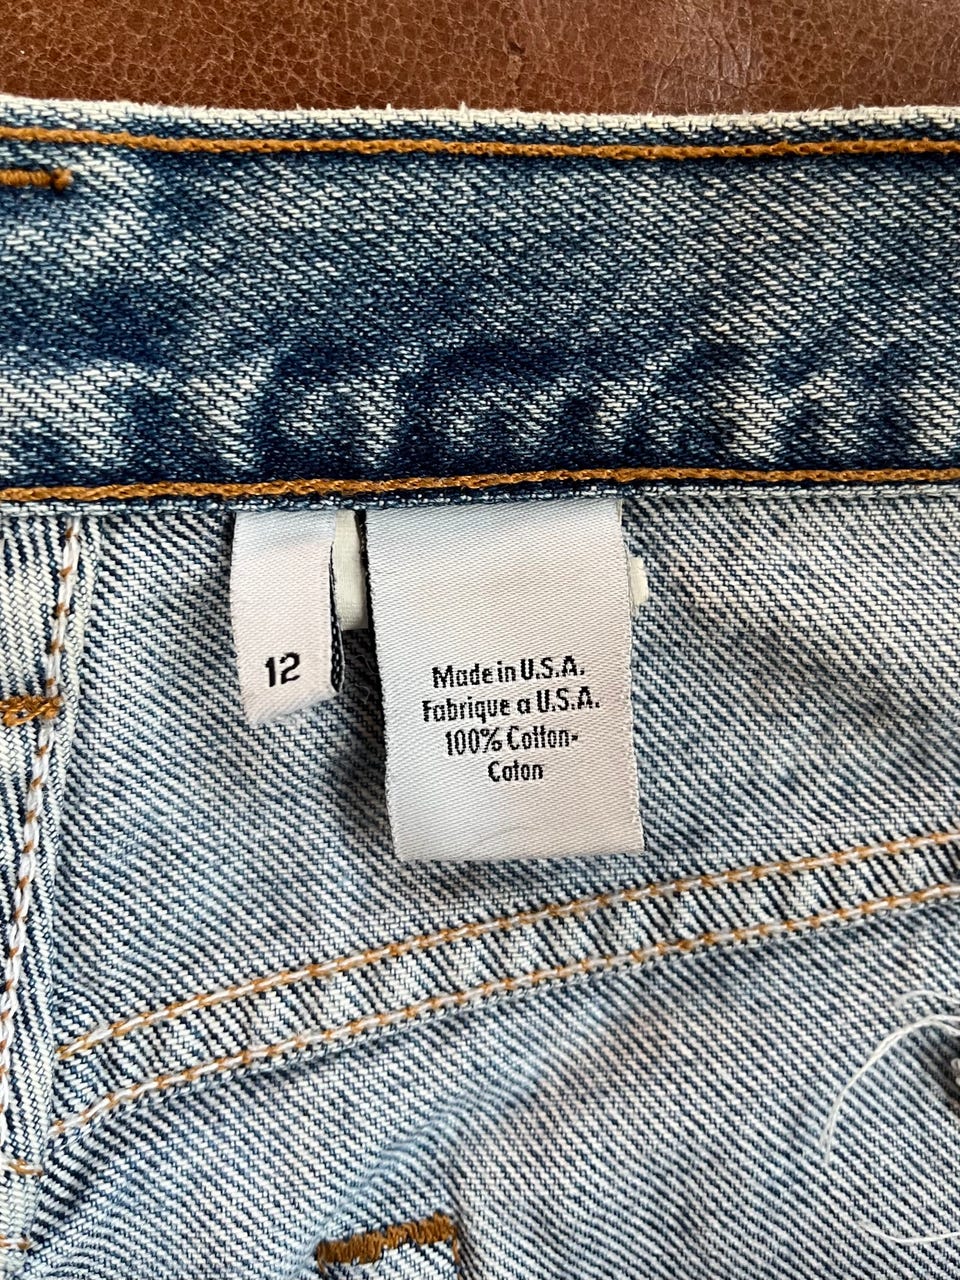 12
Made in U.S.A.
Fabrique a U.S.A.
100% Cotton-
Coton